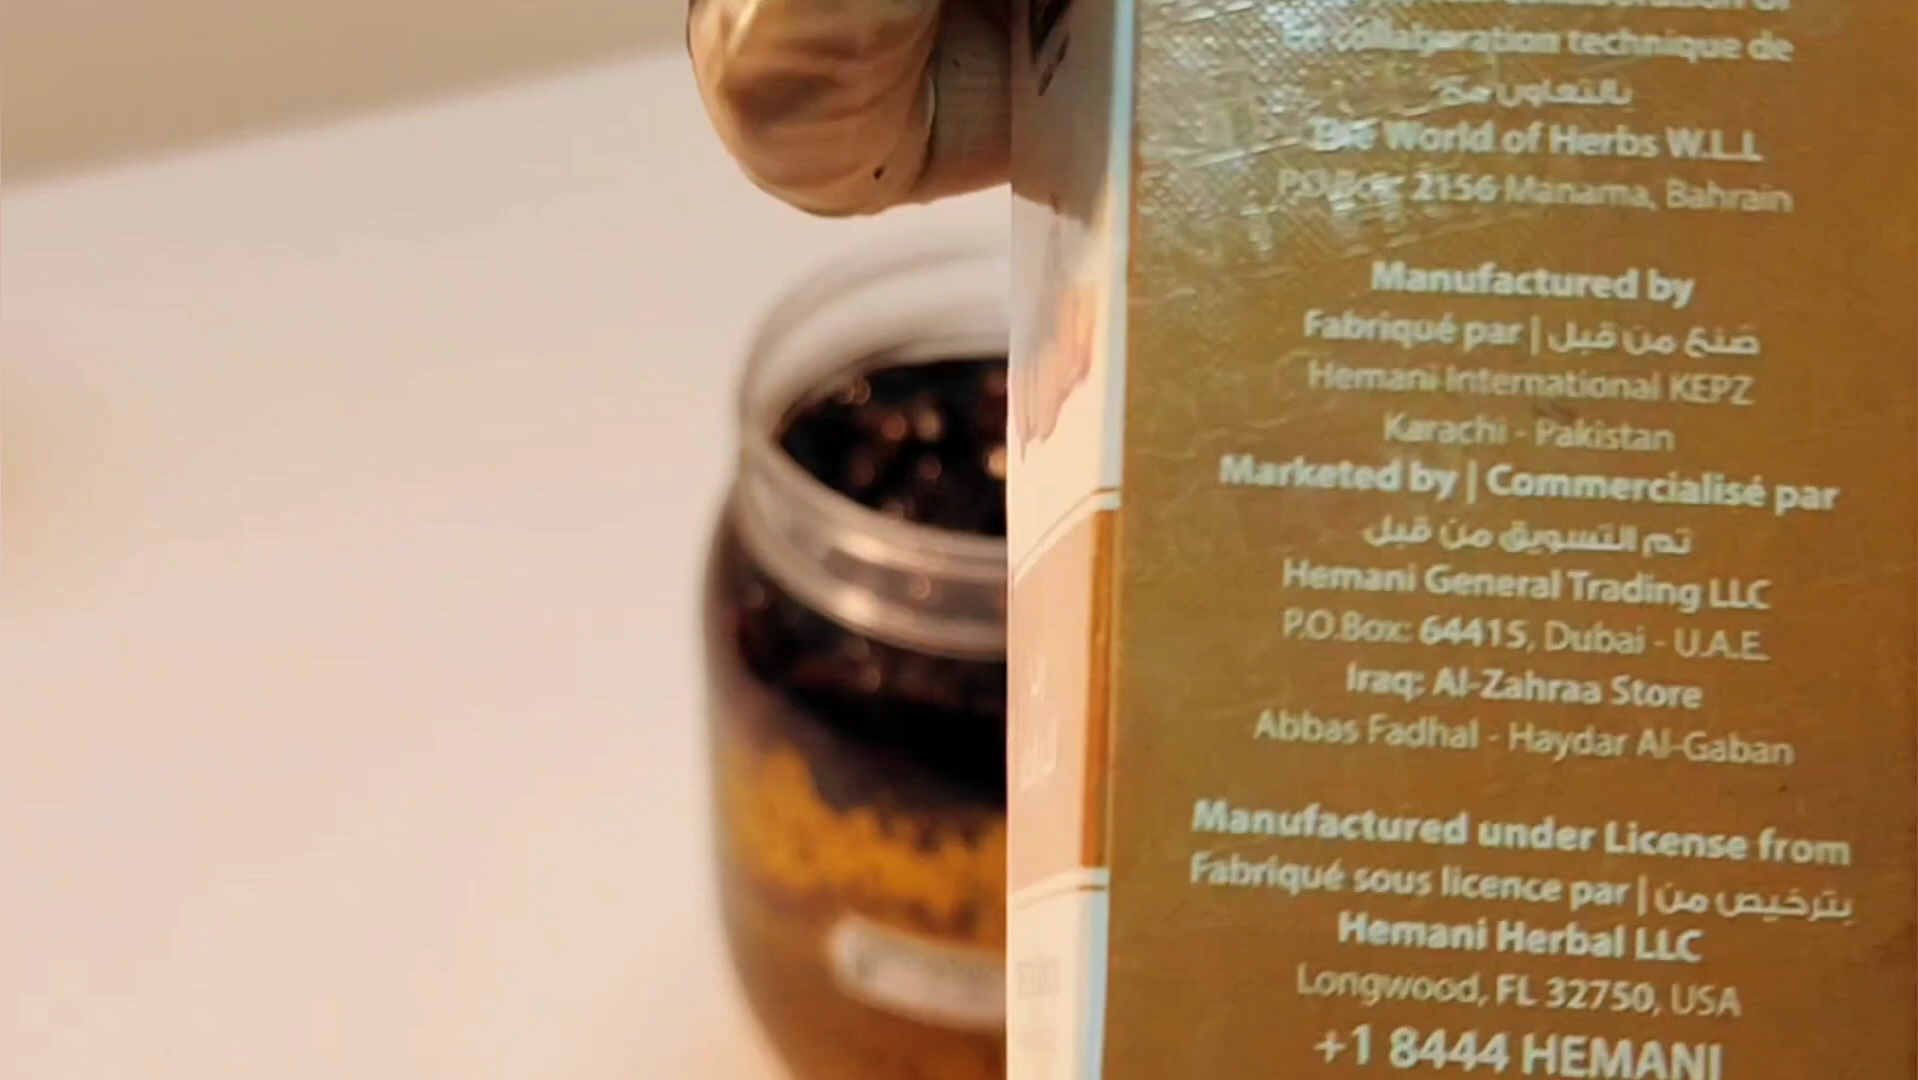 collaboration of
En collaboration technique de
بالتعاون مع
The World of Herbs W.L.L
P.O.Box: 2156 Manama, Bahrain
Manufactured by
Fabriqué par | صنع من قبل
Hemani International KEPZ
Karachi - Pakistan
Marketed by | Commercialisé par
تم التسويق من قبل
Hemani General Trading LLC
P.O.Box: 64415, Dubai - U.A.E.
Iraq: Al-Zahraa Store
Abbas Fadhal - Haydar Al-Gaban
Manufactured under License from
Fabriqué sous licence par | بترخيص من
Hemani Herbal LLC
Longwood, FL 32750, USA
+1 8444 HEMANI